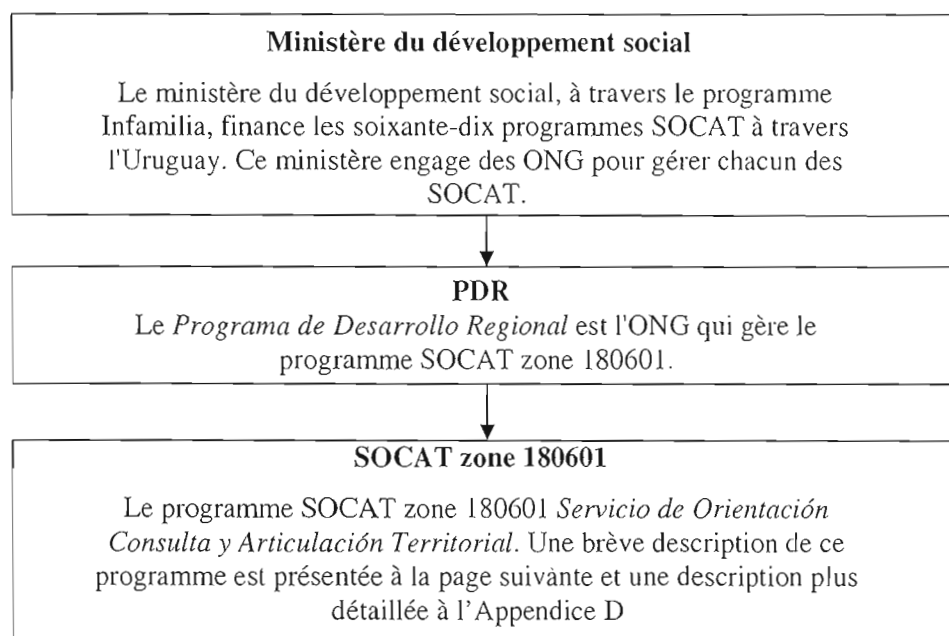 Ministère du développement social
Le ministère du développement social, à travers le programme
Infamilia, finance les soixante-dix programmes SOCAT à travers
l'Uruguay. Ce ministère engage des ONG pour gérer chacun des
SOCAT.
PDR
Le Programa de Desarrollo Regional est l'ONG qui gère le
programme SOCAT zone 180601.
SOCAT zone 180601
Le programme SOCAT zone 180601 Servicio de Orientación
Consulta y Articulación Territorial. Une brève description de ce
programme est présentée à la page suivante et une description plus
détaillée à l'Appendice D